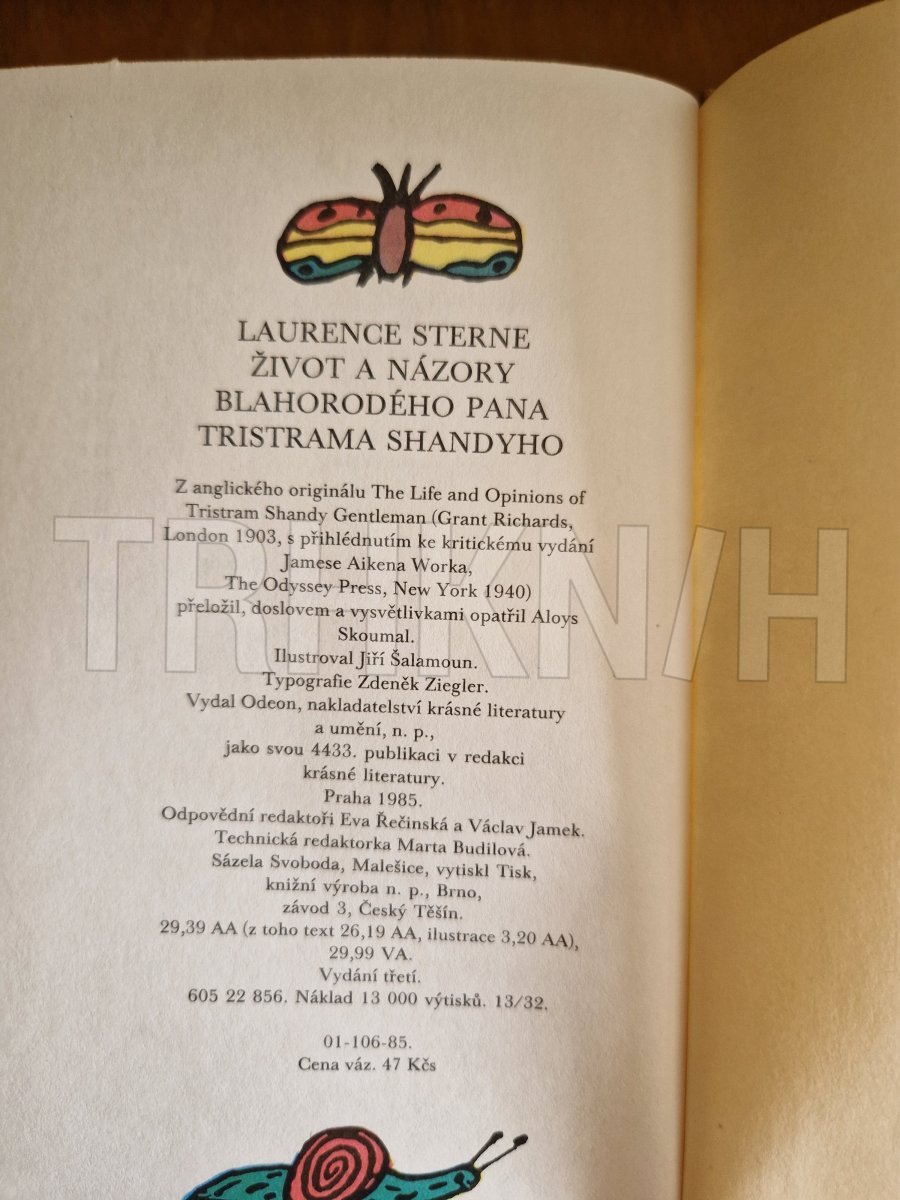 LAURENCE STERNE
ŽIVOT A NÁZORY
BLAHORODÉHO PANA
TRISTRAMA SHANDYHO
Z anglického originálu The Life and Opinions of
Tristram Shandy Gentleman (Grant Richards,
London 1903, s přihlédnutím ke kritickému vydání
Jamese Aikena Worka,
The Odyssey Press, New York 1940)
přeložil, doslovem a vysvětlivkami opatřil Aloys
Skoumal.
Ilustroval Jiří Šalamoun.
Typografie Zdeněk Ziegler.
Vydal Odeon, nakladatelství krásné literatury
a umění, n. p.,
jako svou 4433. publikaci v redakci
krásné literatury.
Praha 1985.
Odpovědní redaktoři Eva Řečinská a Václav Jamek.
Technická redaktorka Marta Budilová.
Sázela Svoboda, Malešice, vytiskl Tisk,
knižní výroba n. p., Brno,
závod 3, Český Těšín.
29,39 AA (z toho text 26,19 AA, ilustrace 3,20 AA),
29,99 VA.
Vydání třetí.
605 22 856. Náklad 13 000 výtisků. 13/32.
01-106-85.
Cena váz. 47 Kčs